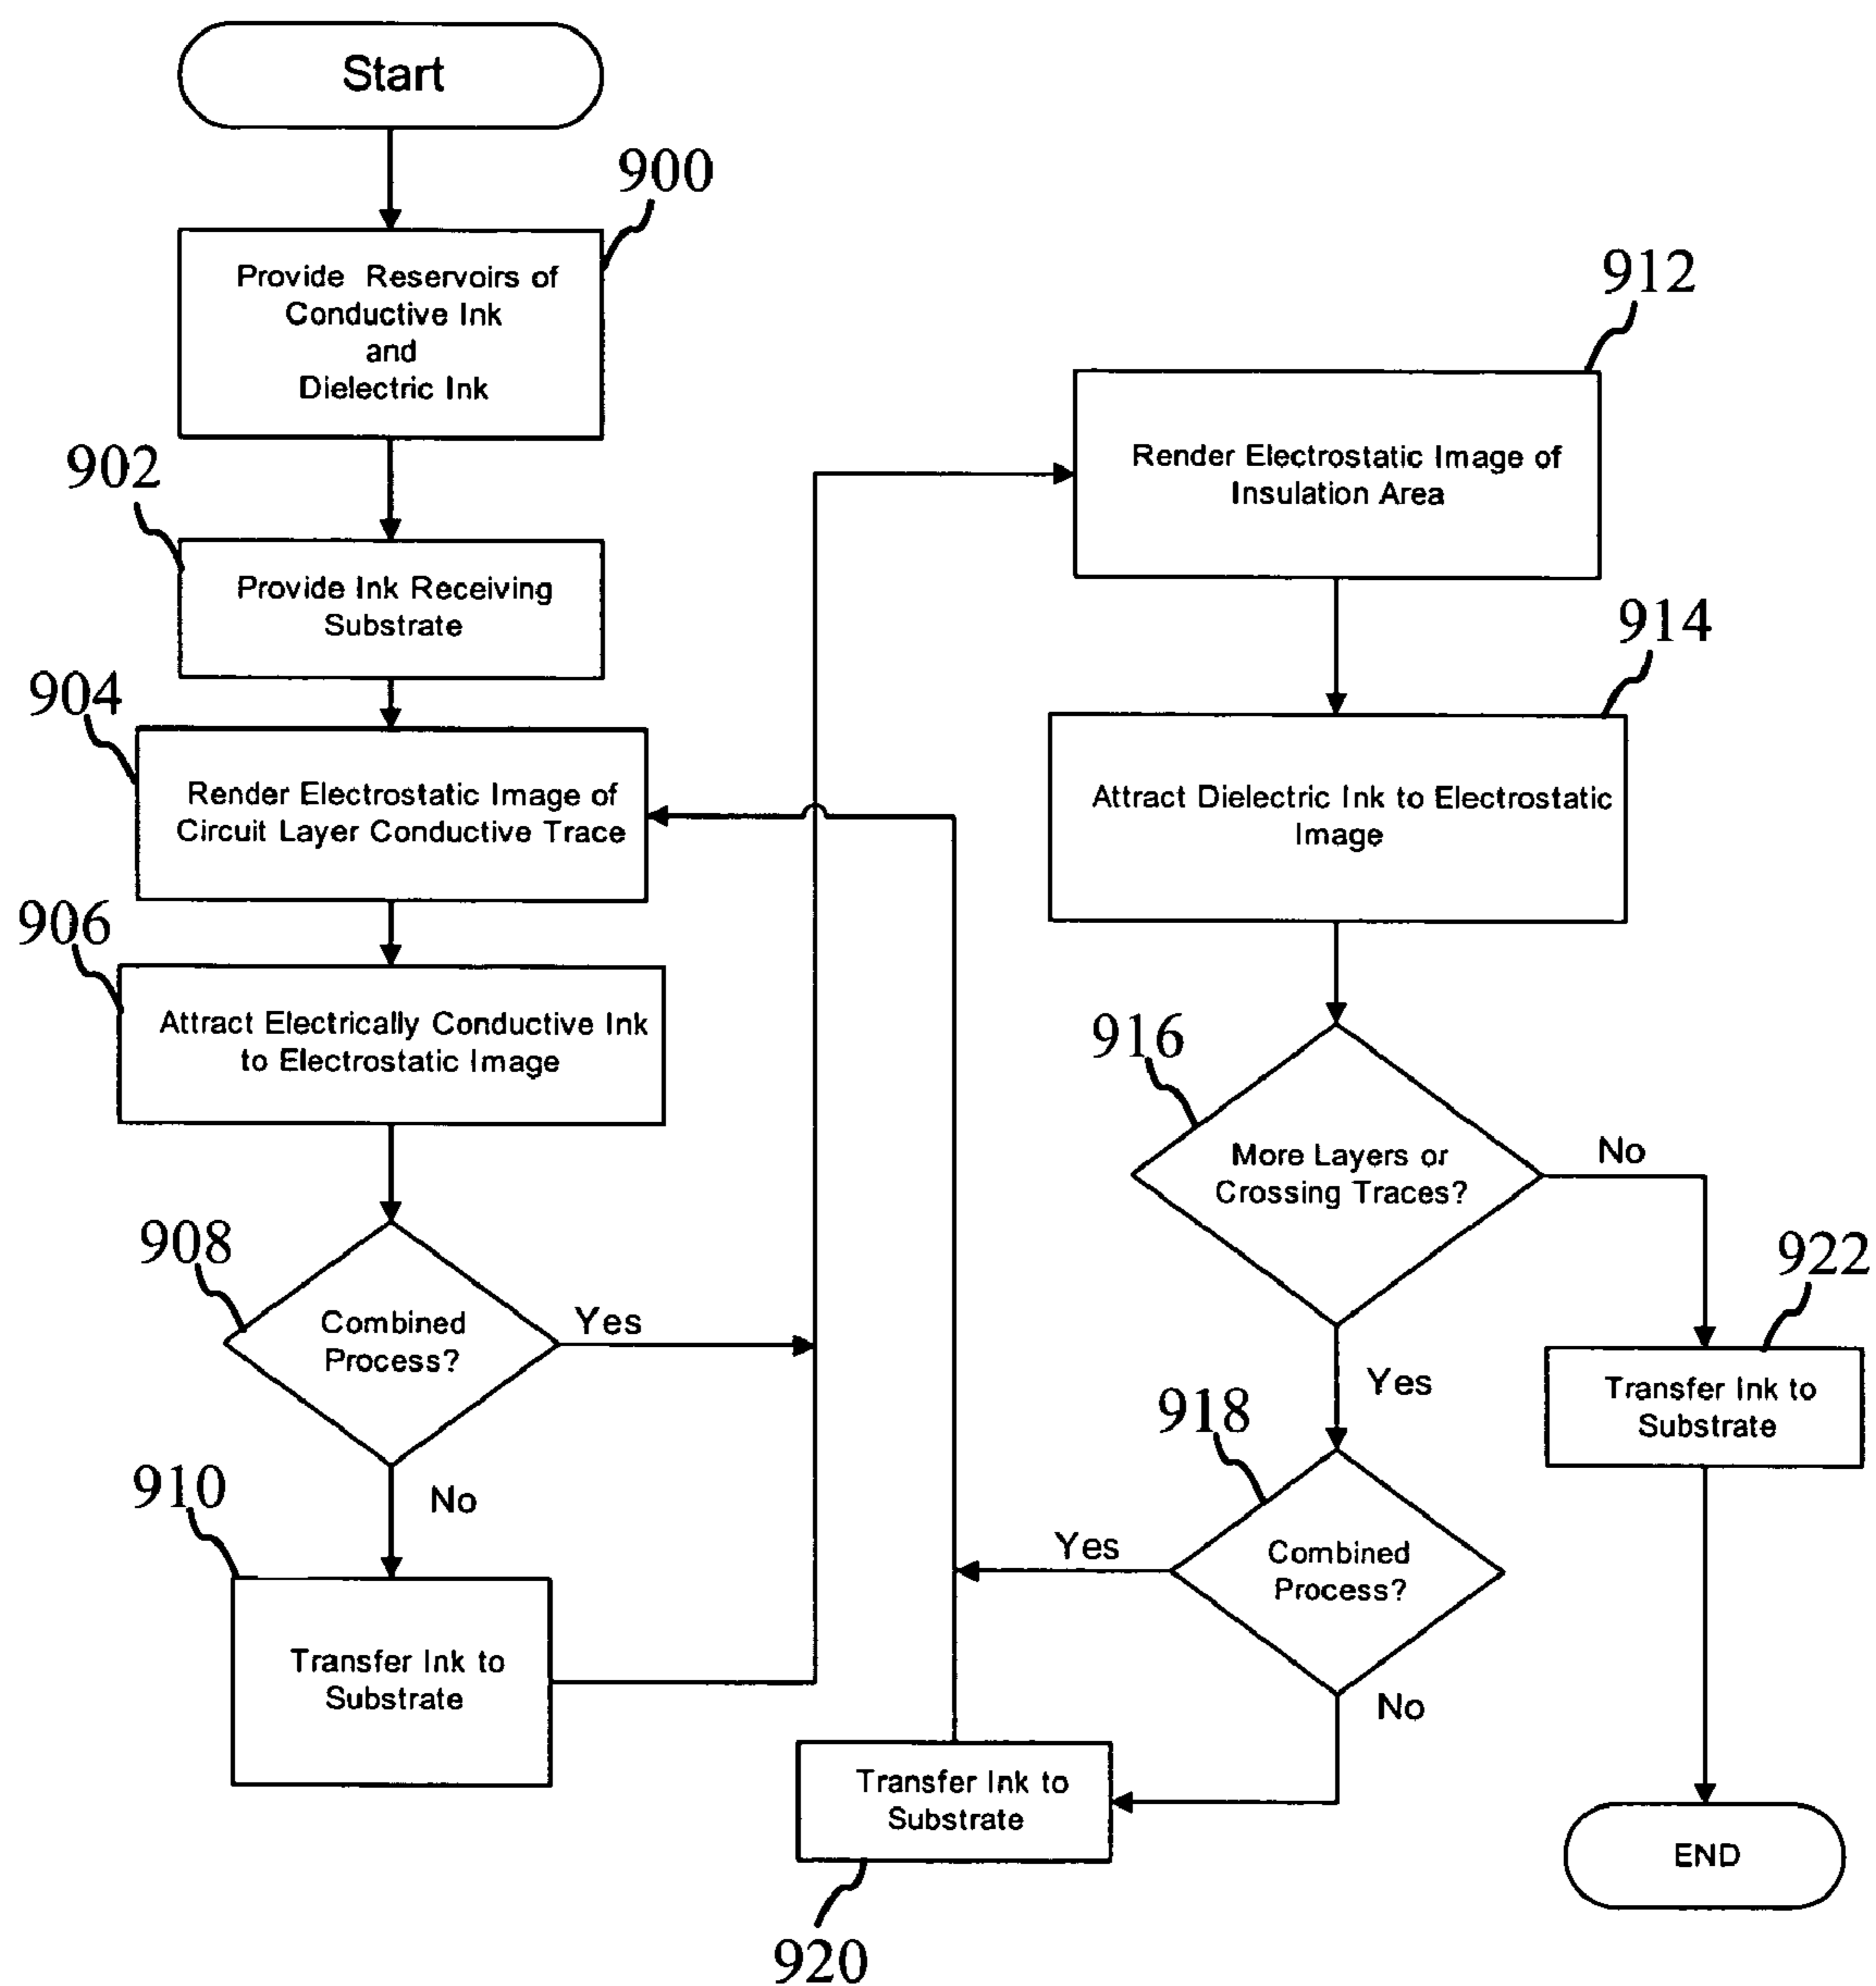 Start
900
Provide Reservoirs of
Conductive Ink
and
Dielectric Ink
902
Provide Ink Receiving
Substrate
904
Render Electrostatic Image of
Circuit Layer Conductive Trace
906
Attract Electrically Conductive Ink
to Electrostatic Image
908
Combined
Process?
Yes
No
910
Transfer Ink to
Substrate
912
Render Electrostatic Image of
Insulation Area
914
Attract Dielectric Ink to Electrostatic
Image
916
More Layers or
Crossing Traces?
No
Yes
918
Combined
Process?
Yes
No
Transfer Ink to
Substrate
920
922
Transfer Ink to
Substrate
END